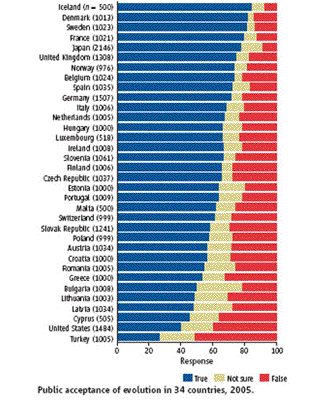 Iceland (n = 500)
Denmark (1013)
Sweden (1023)
France (1021)
Japan (2146)
United Kingdom (1308)
Norway (976)
Belgium (1024)
Spain (1035)
Germany (1507)
Italy (1006)
Netherlands (1005)
Hungary (1000)
Luxembourg (518)
Ireland (1008)
Slovenia (1061)
Finland (1006)
Czech Republic (1037)
Estonia (1000)
Portugal (1009)
Malta (500)
Switzerland (999)
Slovak Republic (1241)
Poland (999)
Austria (1034)
Croatia (1000)
Romania (1005)
Greece (1000)
Bulgaria (1008)
Lithuania (1003)
Latvia (1034)
Cyprus (505)
United States (1484)
Turkey (1005)
0 20 40 60 80 100
Response
True Not sure False
Public acceptance of evolution in 34 countries, 2005.